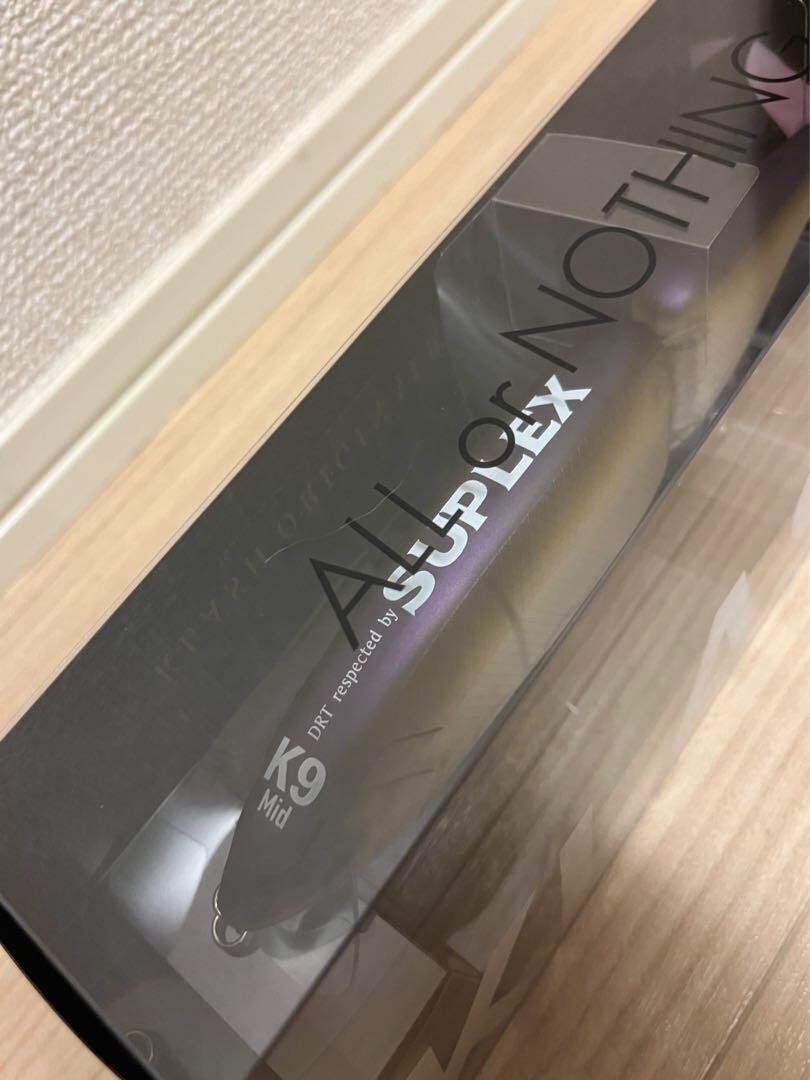 ALL or NOTHING
SUPLEX
DRT respected by
K9
Mid